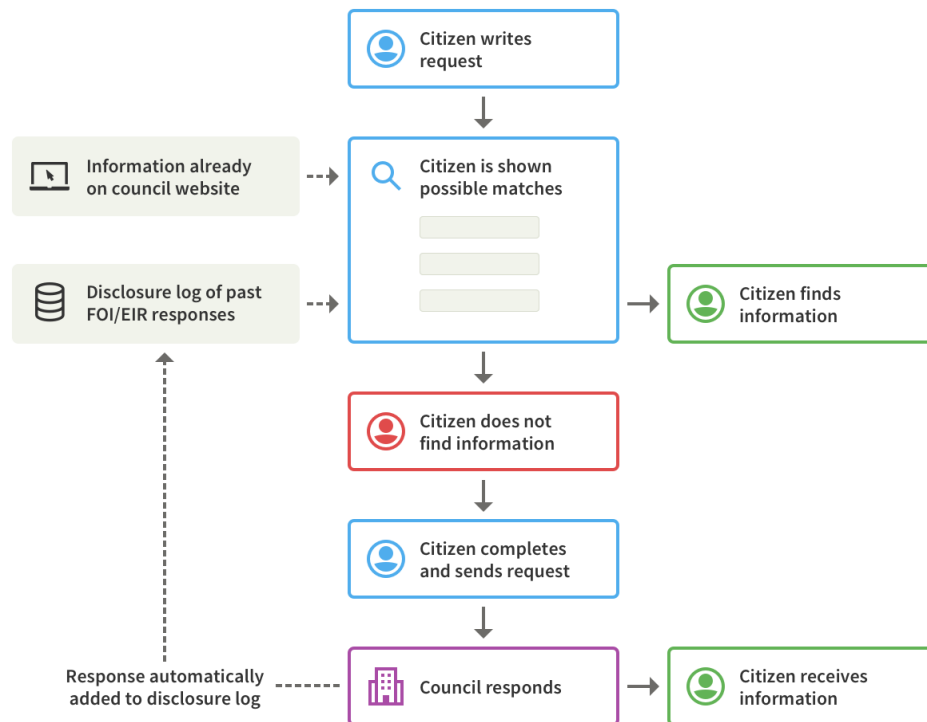 Citizen writes
request
Information already
on council website
Citizen is shown
possible matches
Disclosure log of past
FOI/EIR responses
Citizen finds
information
Citizen does not
find information
Citizen completes
and sends request
Response automatically
added to disclosure log
Council responds
Citizen receives
information